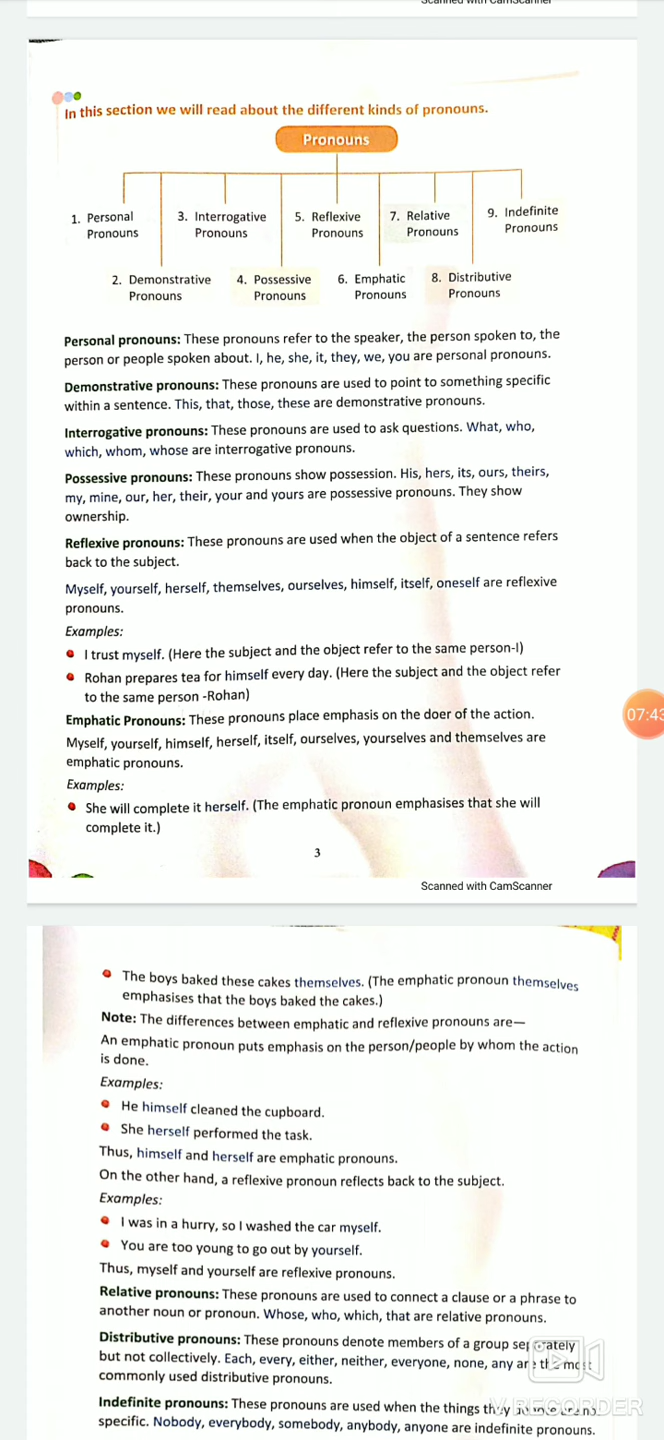 Scanned with CamScanner
In this section we will read about the different kinds of pronouns.
Pronouns
1. Personal Pronouns
3. Interrogative Pronouns
5. Reflexive Pronouns
7. Relative Pronouns
9. Indefinite Pronouns
2. Demonstrative Pronouns
4. Possessive Pronouns
6. Emphatic Pronouns
8. Distributive Pronouns
Personal pronouns: These pronouns refer to the speaker, the person spoken to, the
person or people spoken about. I, he, she, it, they, we, you are personal pronouns.
Demonstrative pronouns: These pronouns are used to point to something specific
within a sentence. This, that, those, these are demonstrative pronouns.
Interrogative pronouns: These pronouns are used to ask questions. What, who,
which, whom, whose are interrogative pronouns.
Possessive pronouns: These pronouns show possession. His, hers, its, ours, theirs,
my, mine, our, her, their, your and yours are possessive pronouns. They show
ownership.
Reflexive pronouns: These pronouns are used when the object of a sentence refers
back to the subject.
Myself, yourself, herself, themselves, ourselves, himself, itself, oneself are reflexive
pronouns.
Examples:
I trust myself. (Here the subject and the object refer to the same person-I)
Rohan prepares tea for himself every day. (Here the subject and the object refer
to the same person -Rohan)
07:43
Emphatic Pronouns: These pronouns place emphasis on the doer of the action.
Myself, yourself, himself, herself, itself, ourselves, yourselves and themselves are
emphatic pronouns.
Examples:
She will complete it herself. (The emphatic pronoun emphasises that she will
complete it.)
3
Scanned with CamScanner
The boys baked these cakes themselves. (The emphatic pronoun themselves
emphasises that the boys baked the cakes.)
Note: The differences between emphatic and reflexive pronouns are—
An emphatic pronoun puts emphasis on the person/people by whom the action
is done.
Examples:
He himself cleaned the cupboard.
She herself performed the task.
Thus, himself and herself are emphatic pronouns.
On the other hand, a reflexive pronoun reflects back to the subject.
Examples:
I was in a hurry, so I washed the car myself.
You are too young to go out by yourself.
Thus, myself and yourself are reflexive pronouns.
Relative pronouns: These pronouns are used to connect a clause or a phrase to
another noun or pronoun. Whose, who, which, that are relative pronouns.
Distributive pronouns: These pronouns denote members of a group separately
but not collectively. Each, every, either, neither, everyone, none, any are the most
commonly used distributive pronouns.
Indefinite pronouns: These pronouns are used when the things they
specific. Nobody, everybody, somebody, anybody, anyone are indefinite pronouns.
V RECORDER